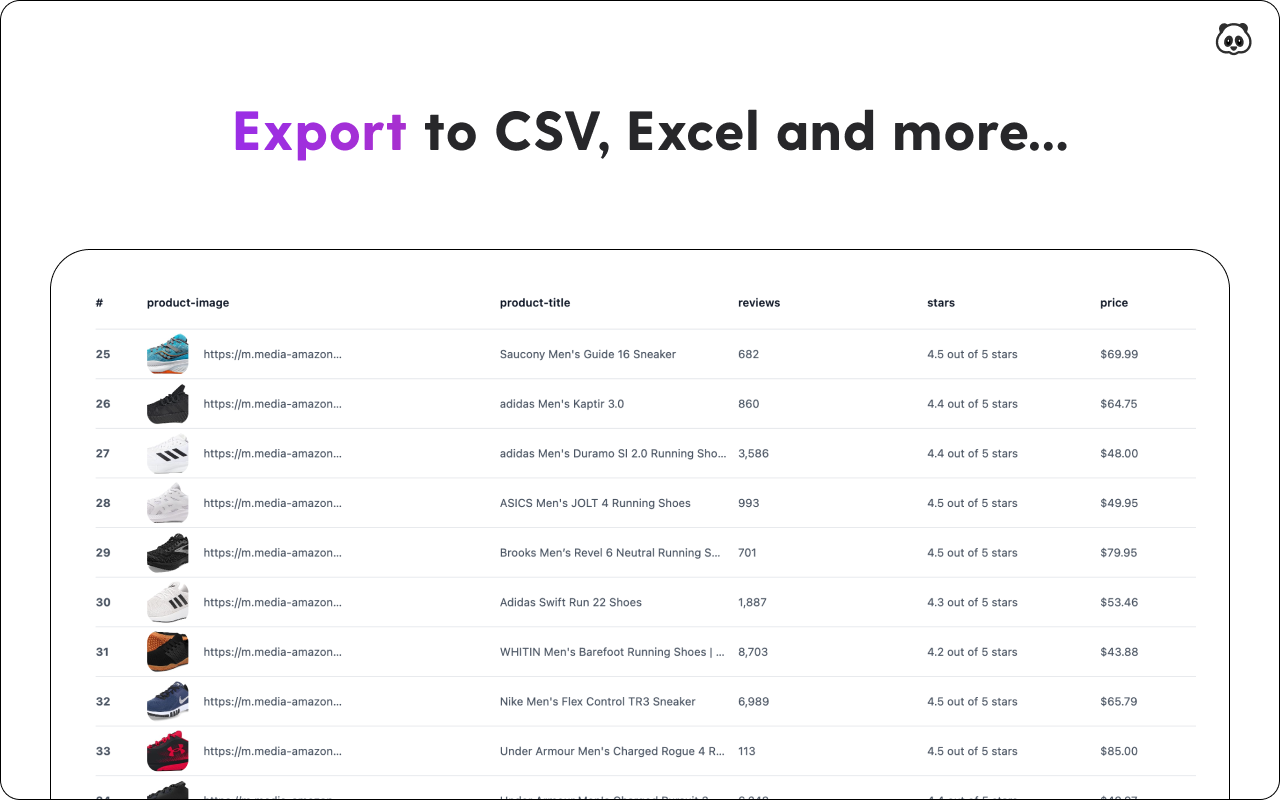 Export to CSV, Excel and more...
# product-image product-title reviews stars price
25 https://m.media-amazon... Saucony Men's Guide 16 Sneaker 682 4.5 out of 5 stars $69.99
26 https://m.media-amazon... adidas Men's Kaptir 3.0 860 4.4 out of 5 stars $64.75
27 https://m.media-amazon... adidas Men's Duramo Sl 2.0 Running Sho... 3,586 4.4 out of 5 stars $48.00
28 https://m.media-amazon... ASICS Men's JOLT 4 Running Shoes 993 4.5 out of 5 stars $49.95
29 https://m.media-amazon... Brooks Men's Revel 6 Neutral Running S... 701 4.5 out of 5 stars $79.95
30 https://m.media-amazon... Adidas Swift Run 22 Shoes 1,887 4.3 out of 5 stars $53.46
31 https://m.media-amazon... WHITIN Men's Barefoot Running Shoes | ... 8,703 4.2 out of 5 stars $43.88
32 https://m.media-amazon... Nike Men's Flex Control TR3 Sneaker 6,989 4.5 out of 5 stars $65.79
33 https://m.media-amazon... Under Armour Men's Charged Rogue 4 R... 113 4.5 out of 5 stars $85.00